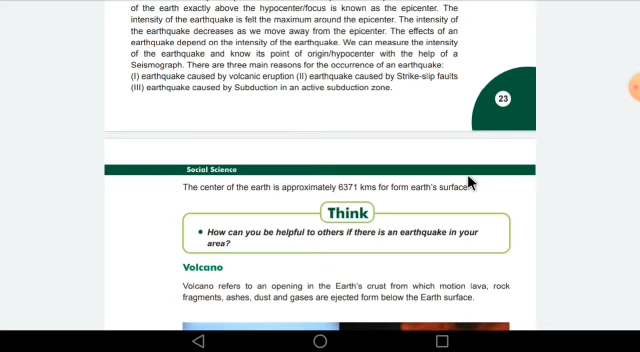 of the earth exactly above the hypocenter/focus is known as the epicenter. The
intensity of the earthquake is felt the maximum around the epicenter. The intensity of
the earthquake decreases as we move away from the epicenter. The effects of an
earthquake depend on the intensity of the earthquake. We can measure the intensity
of the earthquake and know its point of origin/hypocenter with the help of a
Seismograph. There are three main reasons for the occurrence of an earthquake:
(I) earthquake caused by volcanic eruption (II) earthquake caused by Strike-slip faults
(III) earthquake caused by Subduction in an active subduction zone.
23
Social Science
The center of the earth is approximately 6371 kms for form earth's surface.
Think
• How can you be helpful to others if there is an earthquake in your
area?
Volcano
Volcano refers to an opening in the Earth's crust from which motion lava, rock
fragments, ashes, dust and gases are ejected form below the Earth surface.